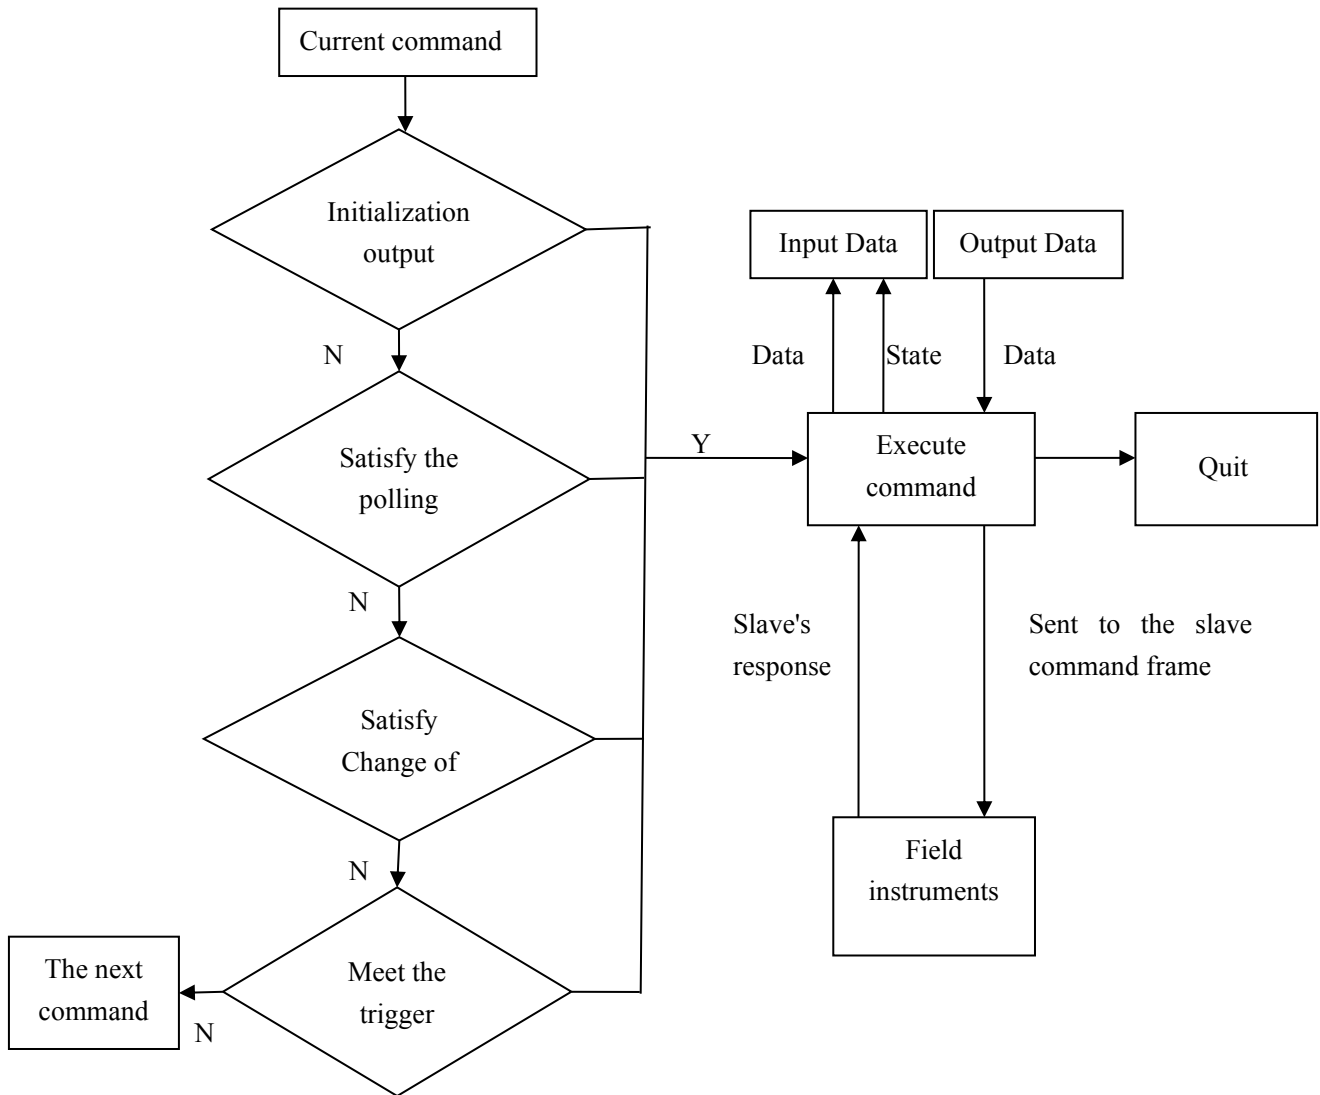 Current command
Initialization
output
N
Satisfy the
polling
N
Satisfy
Change of
N
Meet the
trigger
N
The next
command
Y
Input Data
Output Data
Data
State
Data
Execute
command
Quit
Slave's
response
Sent to the slave
command frame
Field
instruments